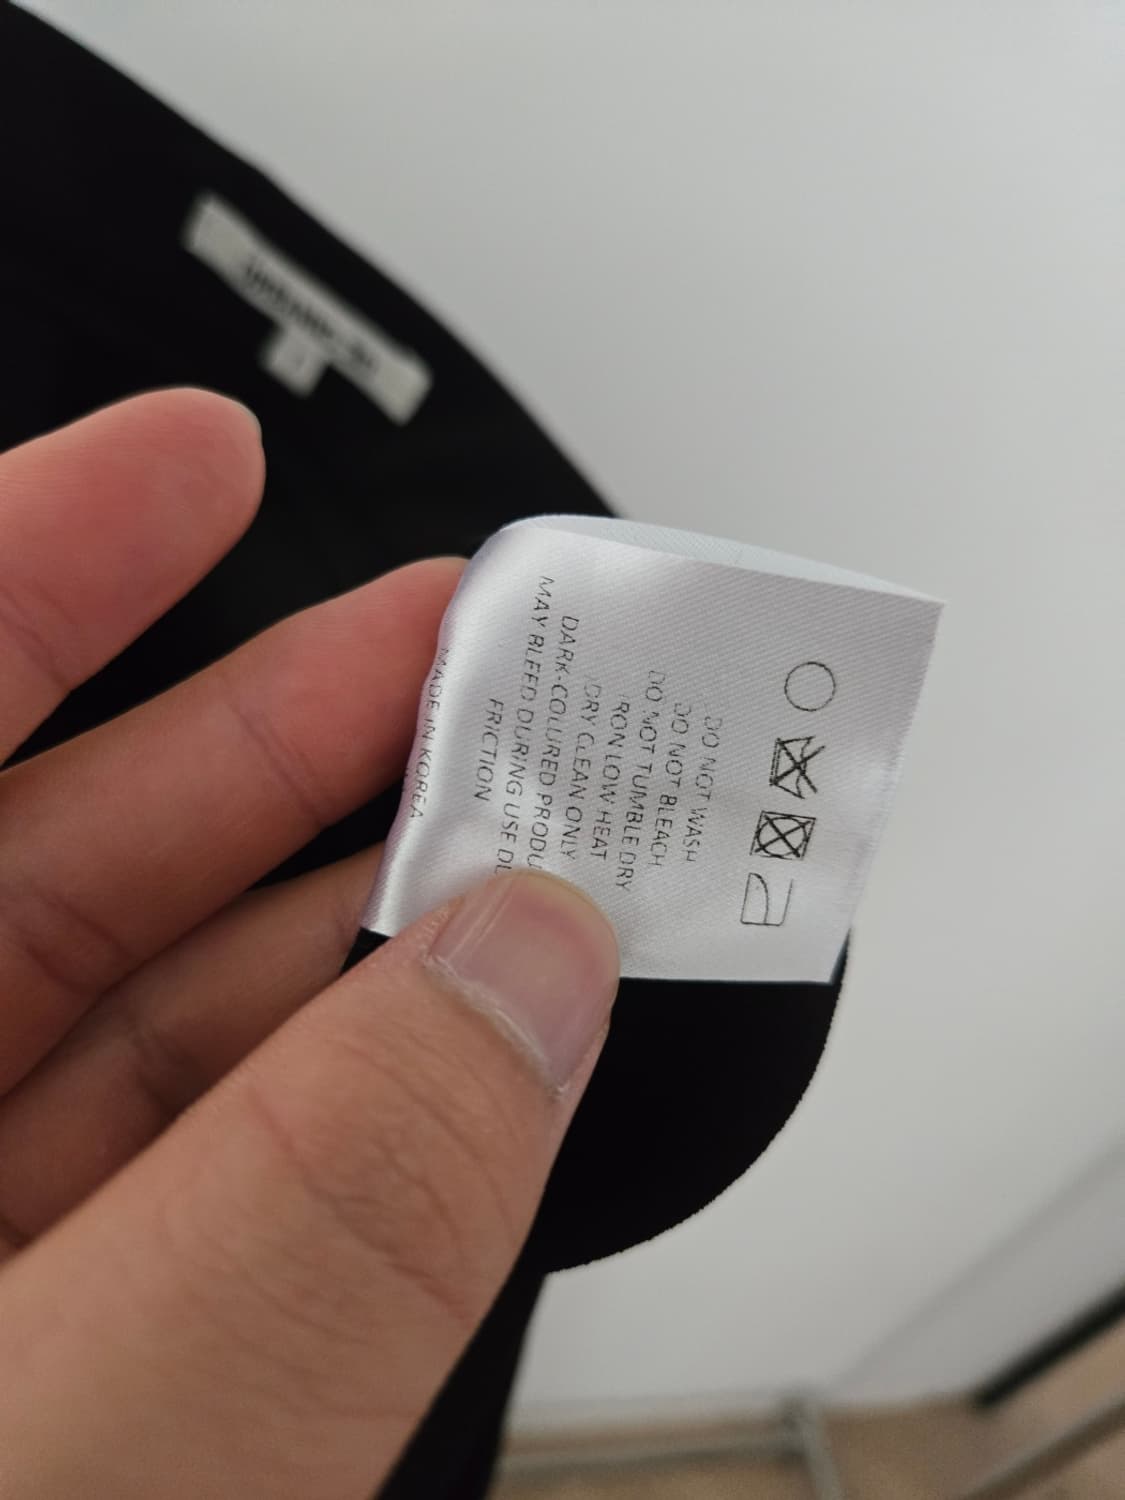 DO NOT WASH
DO NOT BLEACH
DO NOT TUMBLE DRY
IRON LOW HEAT
DRY CLEAN ONLY
DARK-COLURED
MAY BLEED DURING USE
FRICTION
MADE IN KOREA